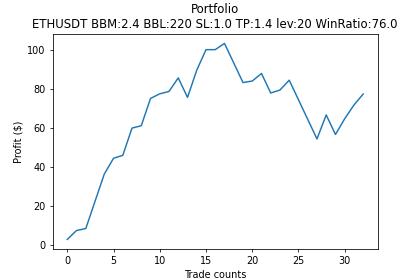 Portfolio
ETHUSDT BBM:2.4 BBL:220 SL:1.0 TP:1.4 lev:20 WinRatio:76.0
100
80
60
40
20
0
Profit ($)
0 5 10 15 20 25 30
Trade counts